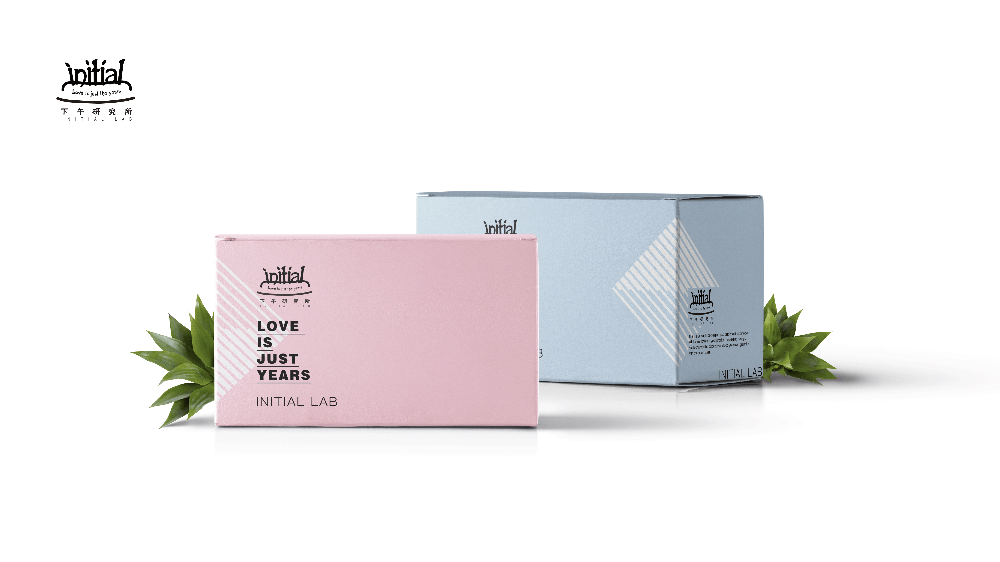 initial
Love is just the years
下午研究所
INITIAL LAB
initial
Love is just the years
下午研究所
INITIAL LAB
LOVE
IS
JUST
YEARS
INITIAL LAB
initial
B
initial
Love is just the years
下午研究所
INITIAL LAB
This is a versatile packaging psd cardboard box mockup
to let you showcase your product packaging design.
Easily change the box color and add your own graphics
with the smart layer.
INITIAL LAB